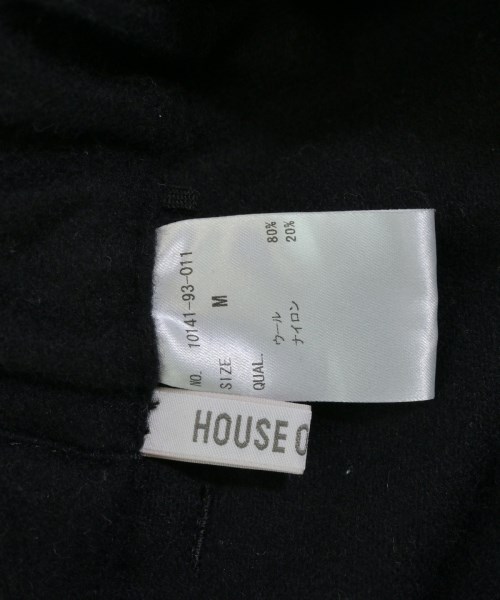 NO. 10141-93-011
SIZE M
QUAL.
ウール 80%
ナイロン 20%
HOUSE O